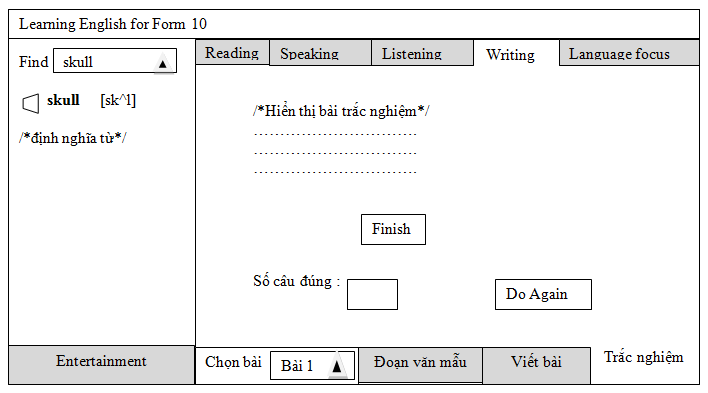 Learning English for Form 10
Find skull
skull [sk^l]
/*định nghĩa từ*/
Entertainment
Reading Speaking Listening Writing Language focus
/*Hiển thị bài trắc nghiệm*/
................................
................................
................................
Finish
Số câu đúng :
Do Again
Chọn bài Bài 1 Đoạn văn mẫu Viết bài Trắc nghiệm